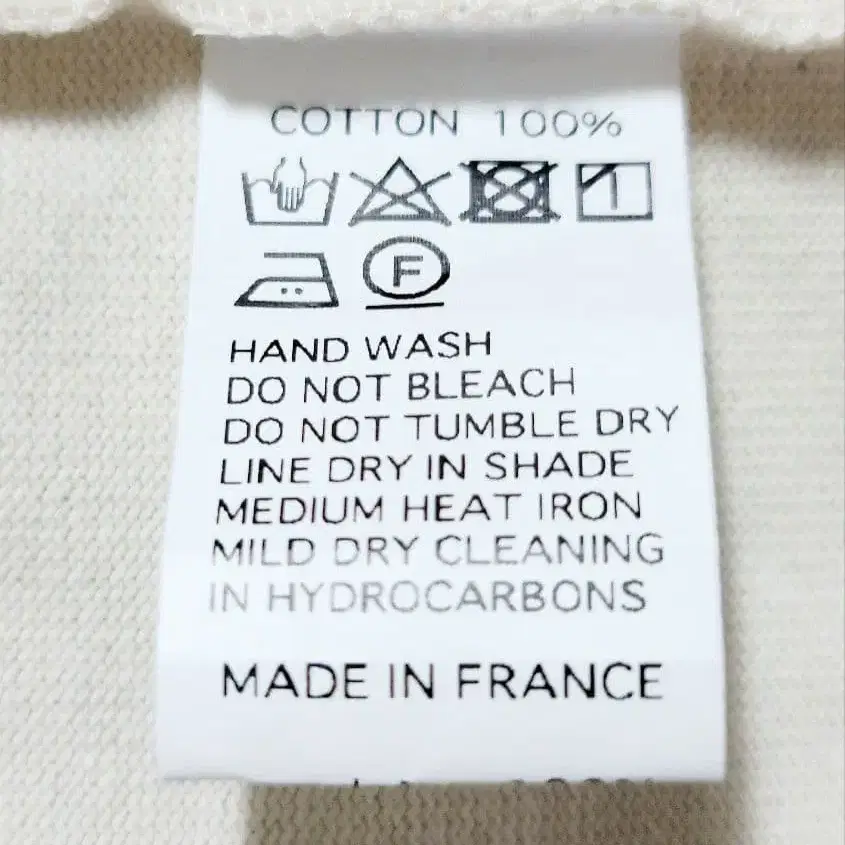 COTTON 100%
F
HAND WASH
DO NOT BLEACH
DO NOT TUMBLE DRY
LINE DRY IN SHADE
MEDIUM HEAT IRON
MILD DRY CLEANING
IN HYDROCARBONS
MADE IN FRANCE